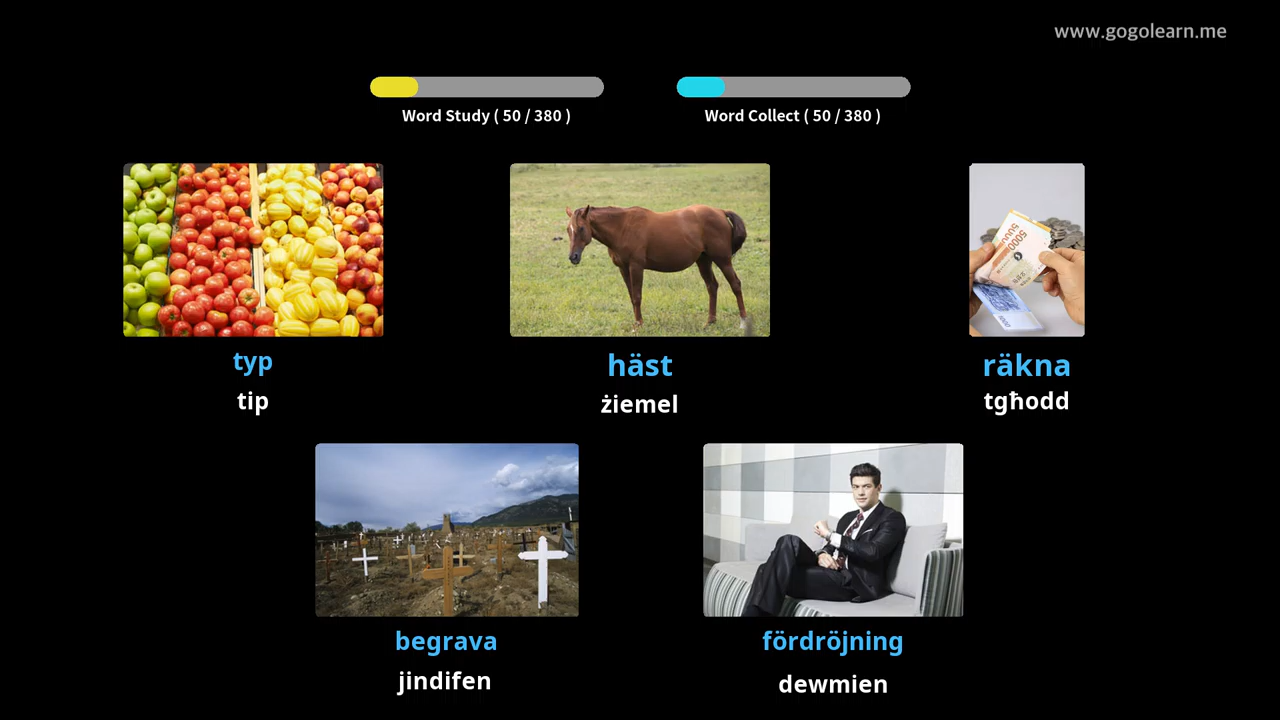 www.gogolearn.me
Word Study ( 50 / 380 )
Word Collect ( 50 / 380 )
typ
tip
häst
żiemel
räkna
tgħodd
begrava
jindifen
fördröjning
dewmien